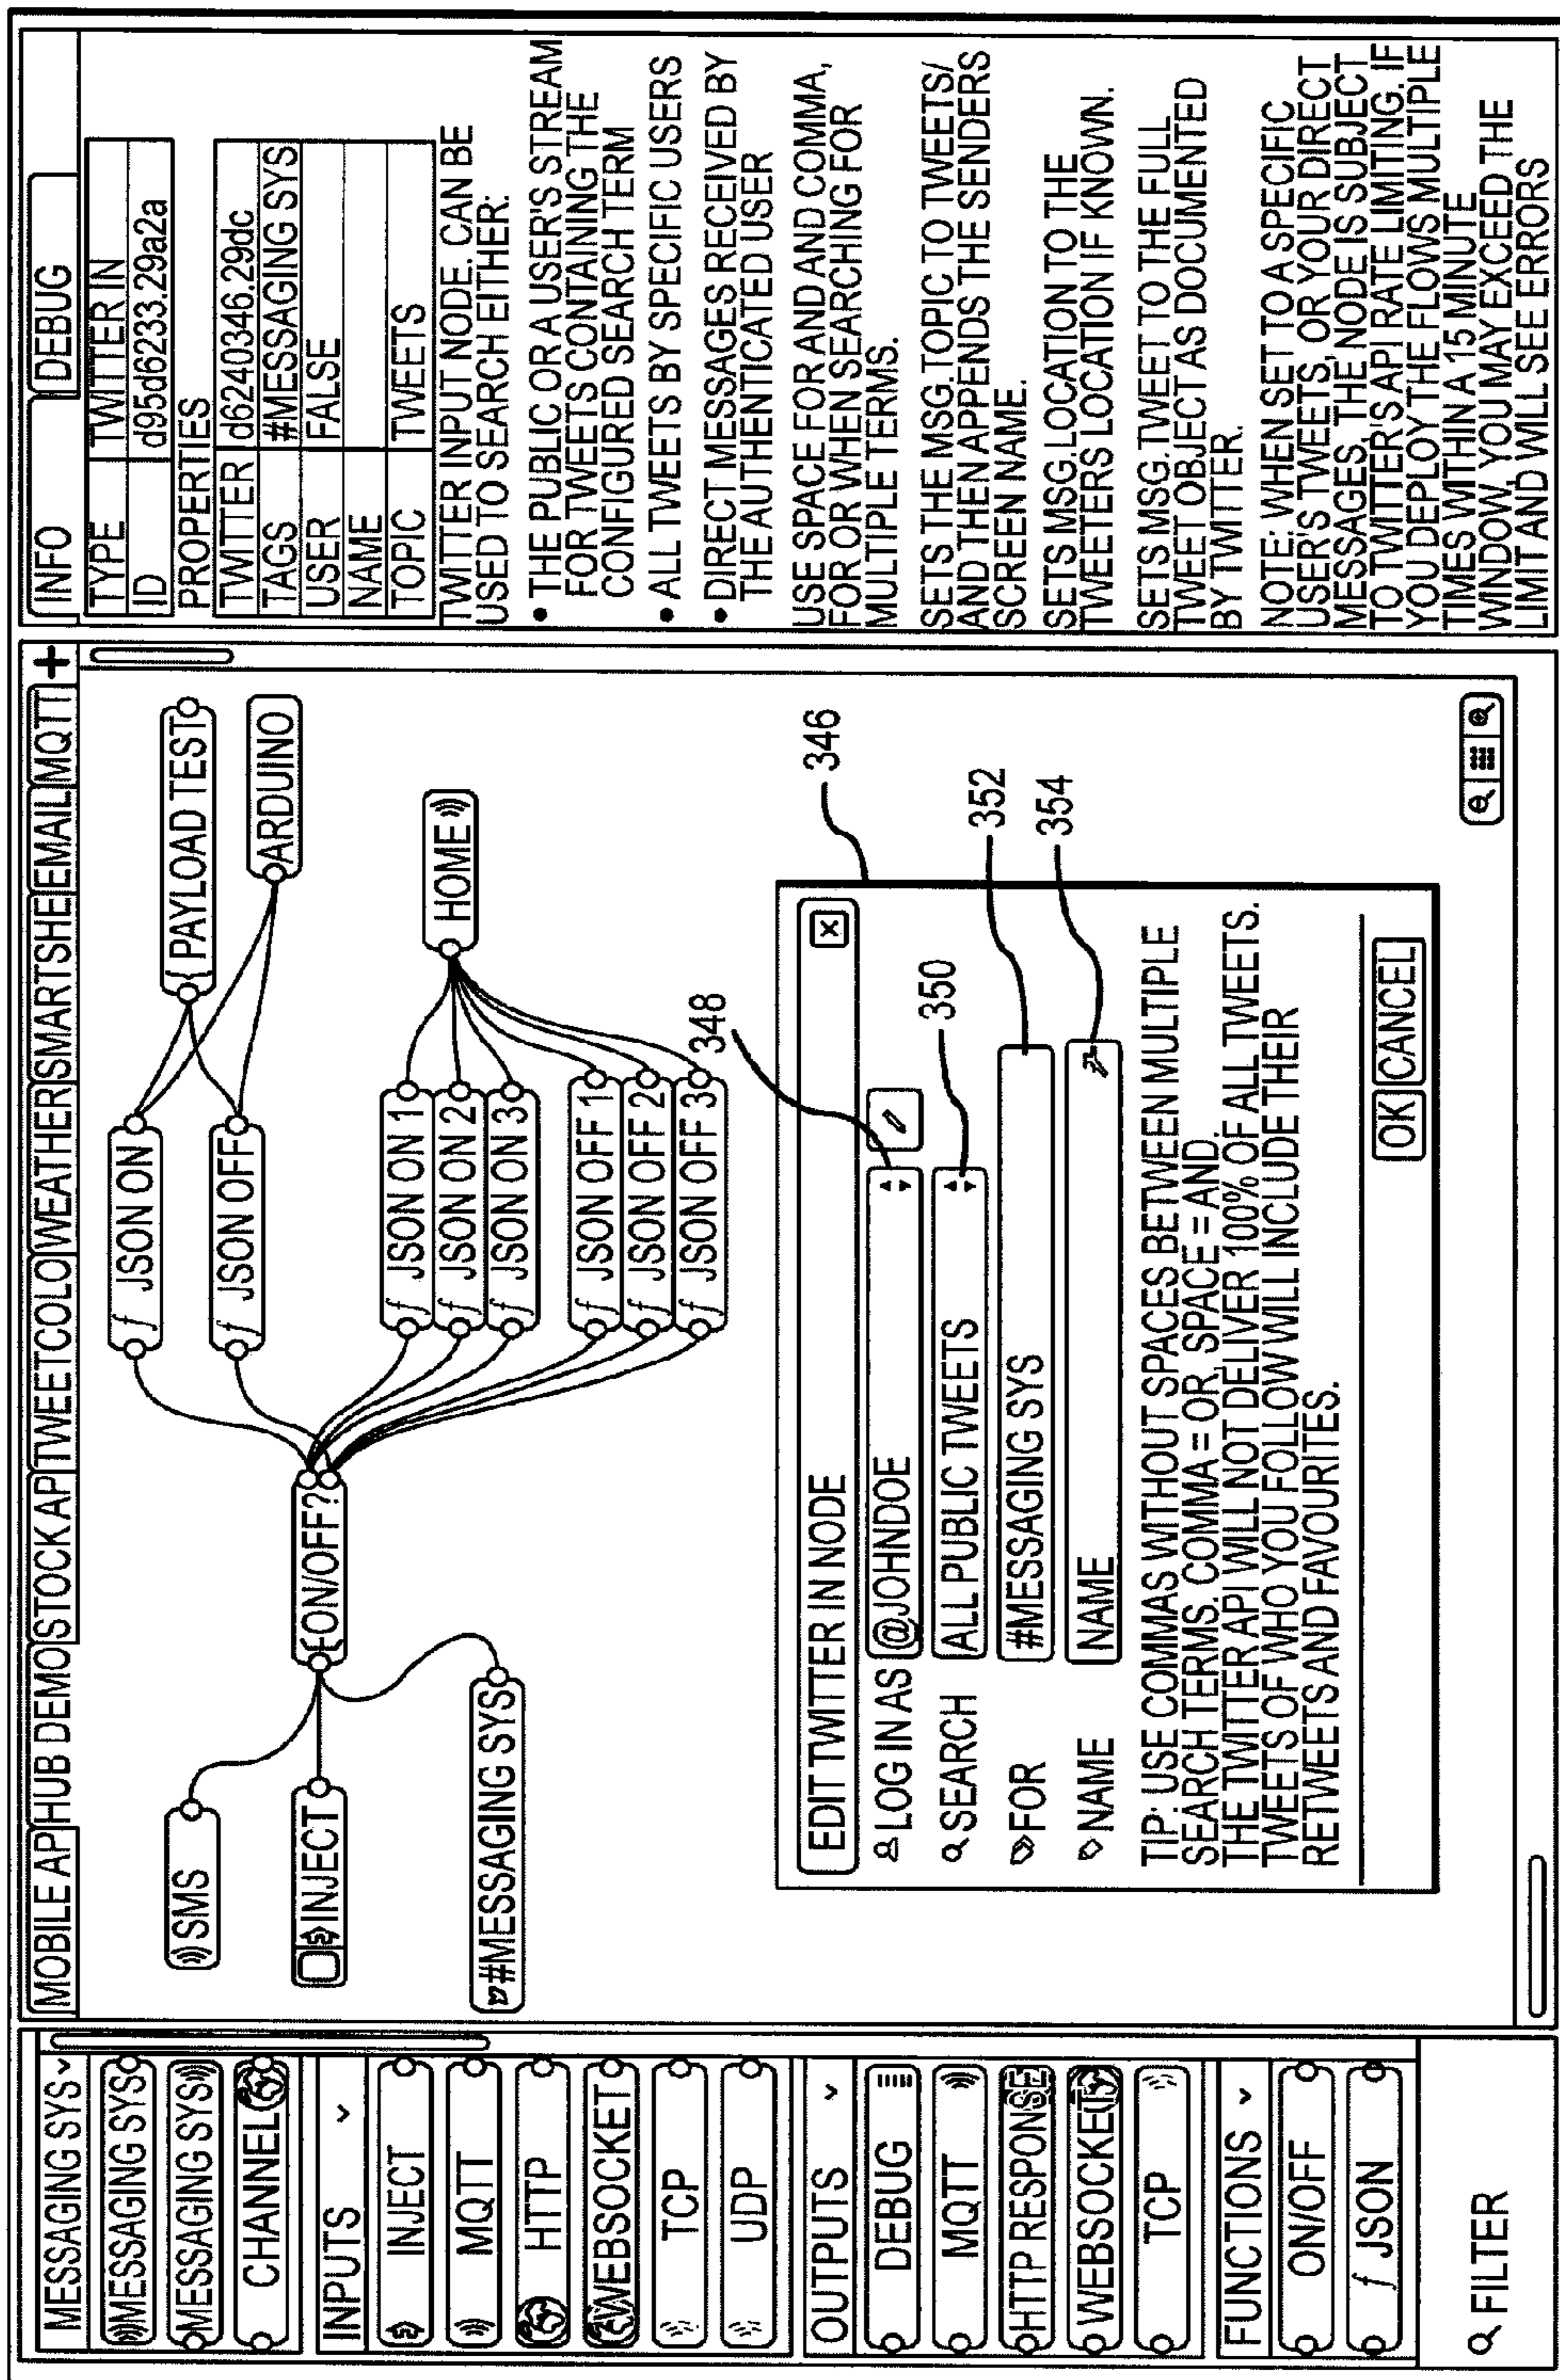 MESSAGING SYS
MESSAGING SYS
MESSAGING SYS
CHANNEL
INPUTS
INJECT
MQTT
HTTP
WEBSOCKET
TCP
UDP
OUTPUTS
DEBUG
MQTT
HTTP RESPONSE
WEBSOCKET
TCP
FUNCTIONS
ON/OFF
f JSON
FILTER
MOBILE AP HUB DEMO STOCK AP TWEETCOLO WEATHER SMARTSHE EMAIL MQTT +
SMS
INJECT
#MESSAGING SYS
ON/OFF?
f JSON ON
f JSON OFF
{ PAYLOAD TEST
ARDUINO
f JSON ON 1
f JSON ON 2
f JSON ON 3
f JSON OFF 1
f JSON OFF 2
f JSON OFF 3
HOME
346
348
350
352
354
EDIT TWITTER IN NODE
LOG IN AS @JOHNDOE
SEARCH ALL PUBLIC TWEETS
FOR #MESSAGING SYS
NAME NAME
TIP: USE COMMAS WITHOUT SPACES BETWEEN MULTIPLE
SEARCH TERMS. COMMA = OR, SPACE = AND.
THE TWITTER API WILL NOT DELIVER 100% OF ALL TWEETS.
TWEETS OF WHO YOU FOLLOW WILL INCLUDE THEIR
RETWEETS AND FAVOURITES.
OK CANCEL
INFO DEBUG
TYPE TWITTER IN
ID d95d6233.29a2a
PROPERTIES
TWITTER d6240346.29dc
TAGS #MESSAGING SYS
USER FALSE
NAME
TOPIC TWEETS
TWITTER INPUT NODE. CAN BE
USED TO SEARCH EITHER:
• THE PUBLIC OR A USER'S STREAM
FOR TWEETS CONTAINING THE
CONFIGURED SEARCH TERM
• ALL TWEETS BY SPECIFIC USERS
• DIRECT MESSAGES RECEIVED BY
THE AUTHENTICATED USER
USE SPACE FOR AND AND COMMA,
FOR OR WHEN SEARCHING FOR
MULTIPLE TERMS.
SETS THE MSG.TOPIC TO TWEETS/
AND THEN APPENDS THE SENDERS
SCREEN NAME.
SETS MSG.LOCATION TO THE
TWEETERS LOCATION IF KNOWN.
SETS MSG.TWEET TO THE FULL
TWEET OBJECT AS DOCUMENTED
BY TWITTER.
NOTE: WHEN SET TO A SPECIFIC
USER'S TWEETS, OR YOUR DIRECT
MESSAGES, THE NODE IS SUBJECT
TO TWITTER'S API RATE LIMITING. IF
YOU DEPLOY THE FLOWS MULTIPLE
TIMES WITHIN A 15 MINUTE
WINDOW, YOU MAY EXCEED THE
LIMIT AND WILL SEE ERRORS